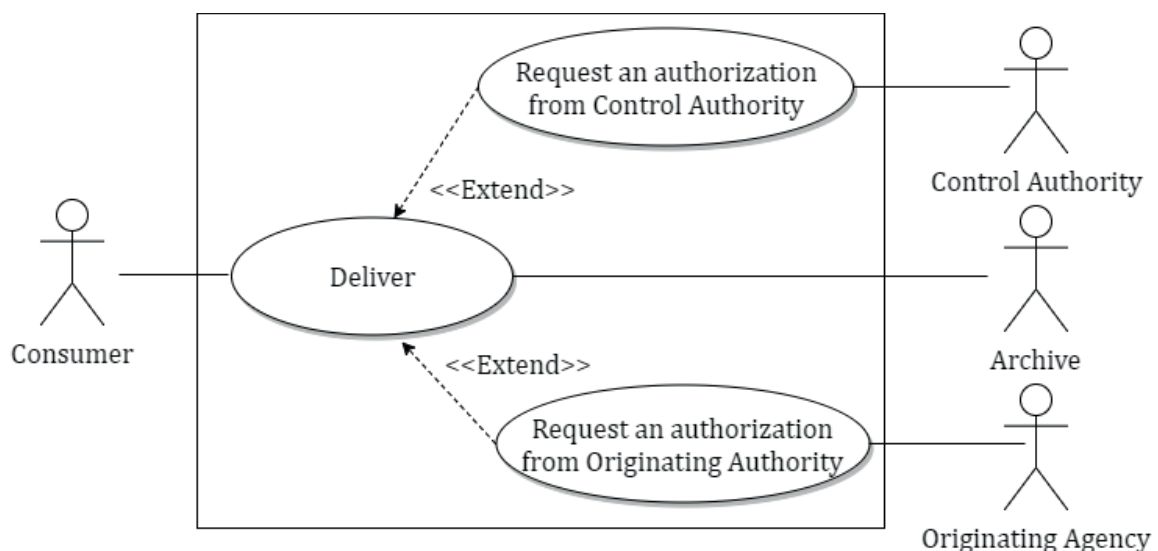 Request an authorization
from Control Authority
Control Authority
<<Extend>>
Deliver
Consumer
Archive
<<Extend>>
Request an authorization
from Originating Authority
Originating Agency